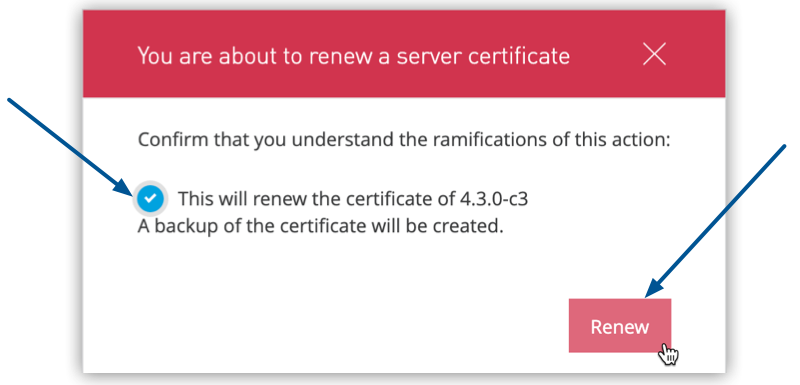 You are about to renew a server certificate
Confirm that you understand the ramifications of this action:
This will renew the certificate of 4.3.0-c3
A backup of the certificate will be created.
Renew